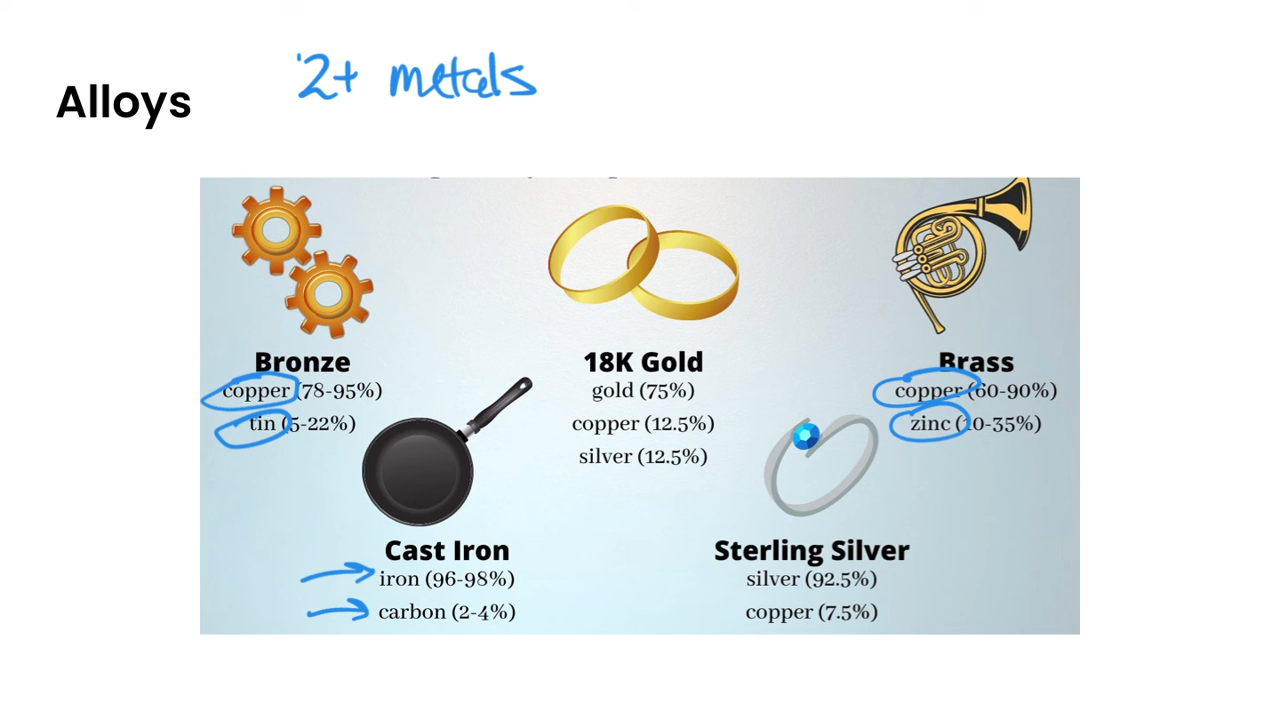 2+ metals
Alloys
Bronze
copper (78-95%)
tin (5-22%)
18K Gold
gold (75%)
copper (12.5%)
silver (12.5%)
Brass
copper (60-90%)
zinc (10-35%)
Cast Iron
iron (96-98%)
carbon (2-4%)
Sterling Silver
silver (92.5%)
copper (7.5%)